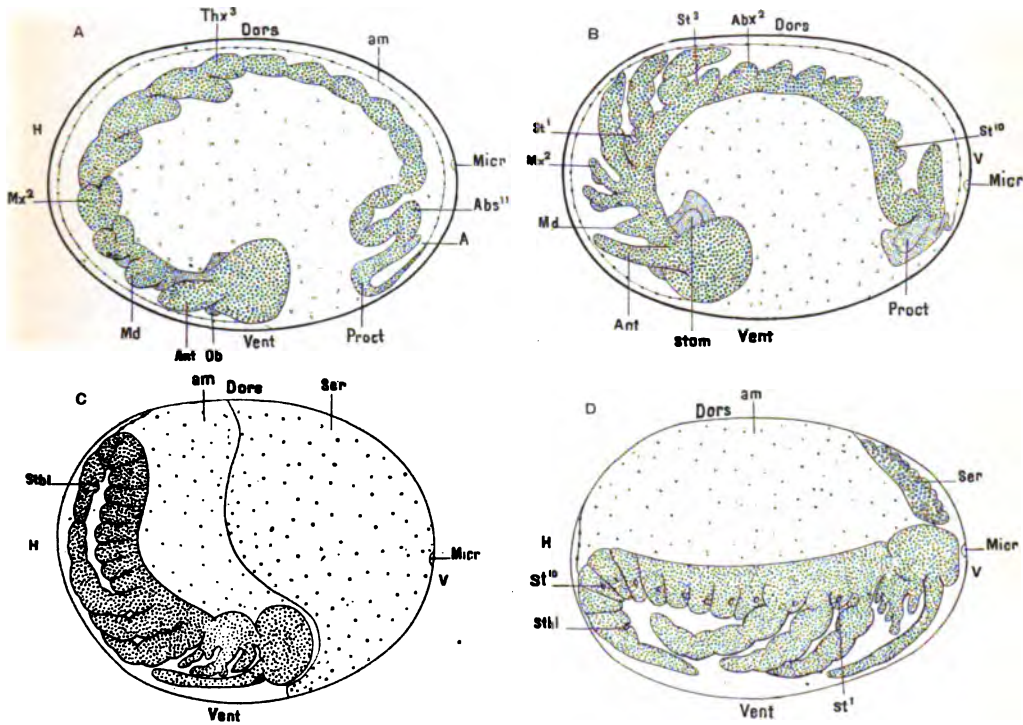 A
Thx³
Dors
am
H
Micr
Mx²
Abs¹¹
A
Md
Ant
Ob
Vent
Proct
B
St³
Abx²
Dors
St¹
St¹⁰
Mx²
V
Micr
Md
Ant
Stom
Vent
Proct
C
am
Dors
Ser
Stbl
H
Micr
V
Vent
D
am
Dors
Ser
H
Micr
V
St¹⁰
Stbl
St¹
Vent